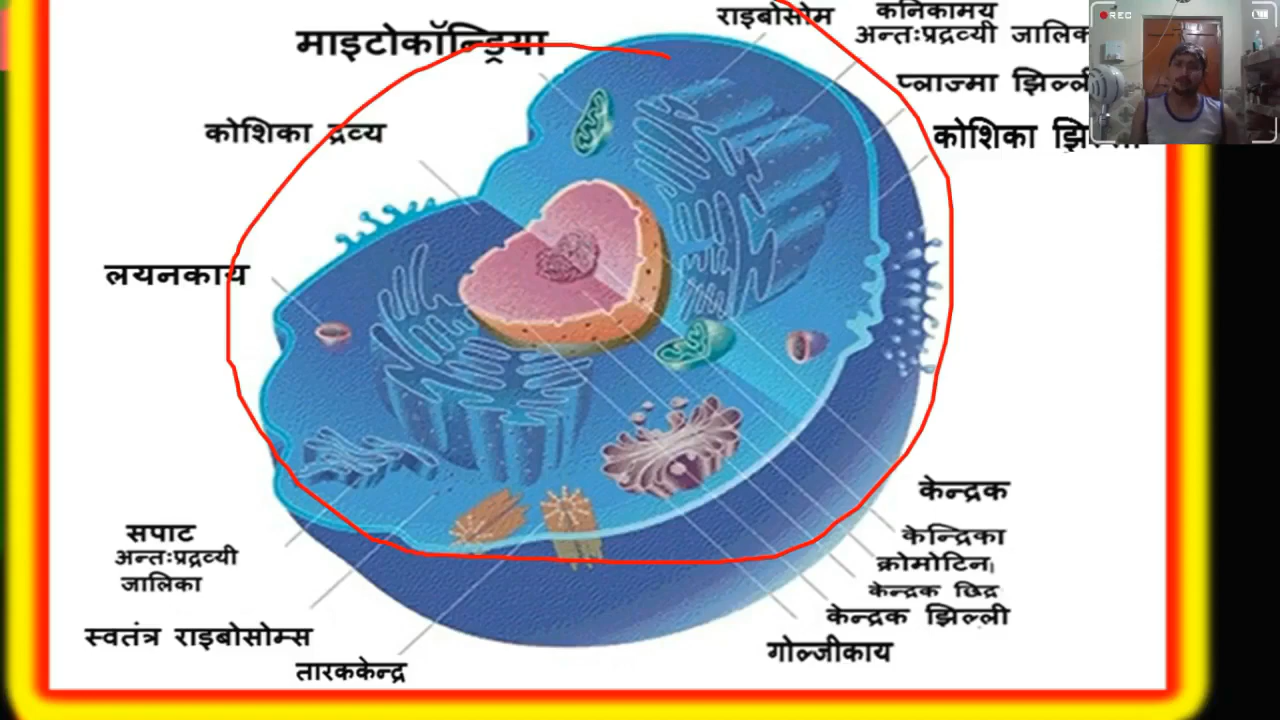 माइटोकॉन्ड्रिया
राइबोसोम
कनिकामय
अन्तःप्रद्रव्यी
प्लाज्मा
कोशिका
REC
कोशिका द्रव्य
लयनकाय
सपाट
अन्तःप्रद्रव्यी
जालिका
स्वतंत्र राइबोसोम्स
तारककेन्द्र
केन्द्रक
केन्द्रिका
क्रोमोटिन
केन्द्रक छिद्र
केन्द्रक झिल्ली
गोल्जीकाय